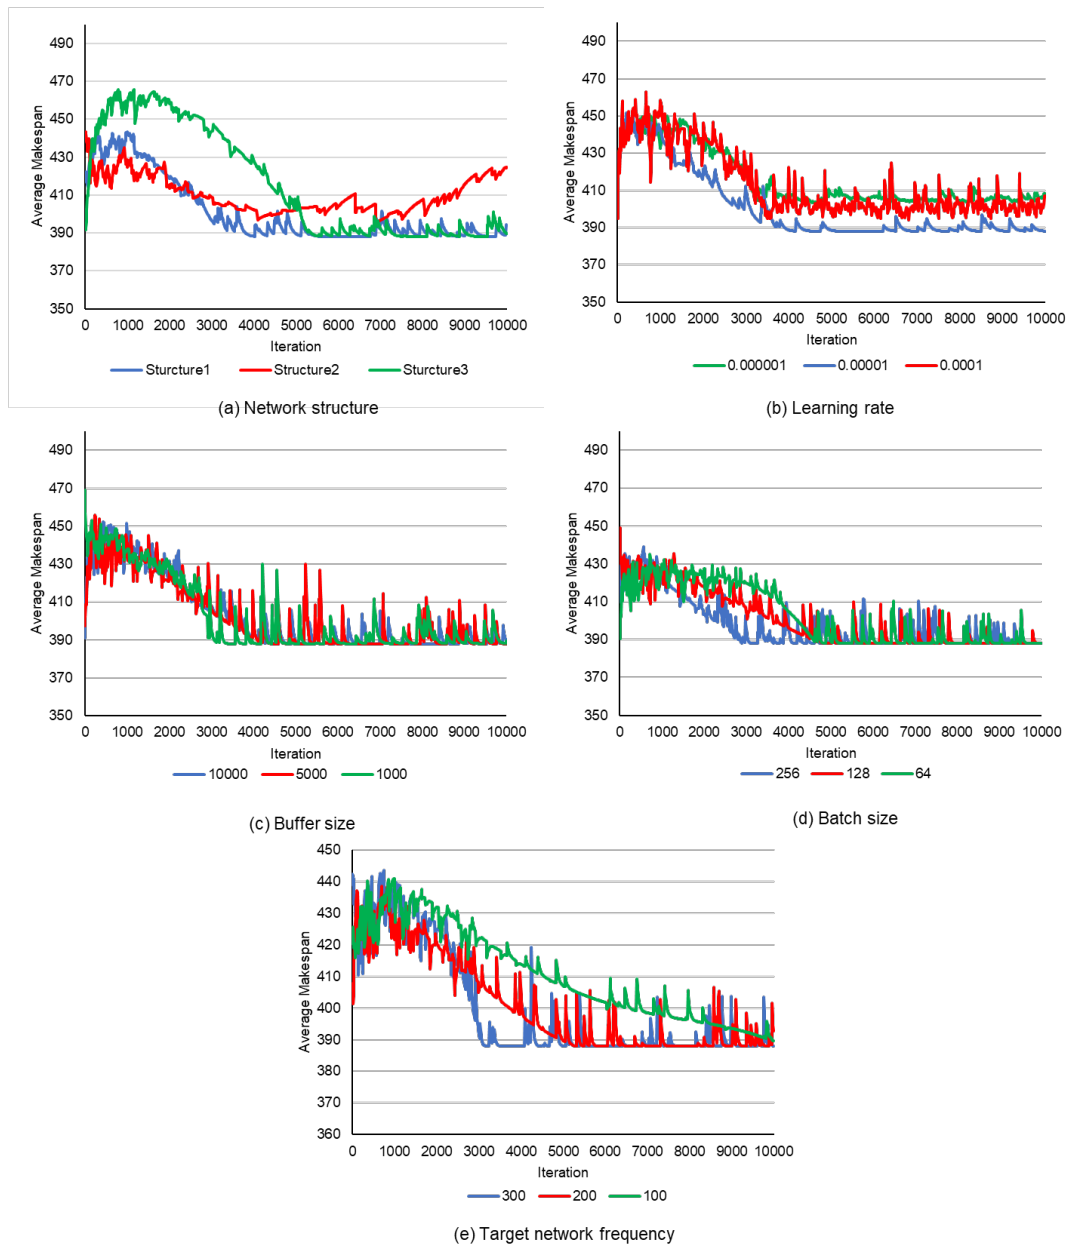 490
470
450
430
410
390
370
350
Average Makespan
0 1000 2000 3000 4000 5000 6000 7000 8000 9000 10000
Iteration
Sturcture1 Structure2 Sturcture3
(a) Network structure
490
470
450
430
410
390
370
350
Average Makespan
0 1000 2000 3000 4000 5000 6000 7000 8000 9000 10000
Iteration
0.000001 0.00001 0.0001
(b) Learning rate
490
470
450
430
410
390
370
350
Average Makespan
0 1000 2000 3000 4000 5000 6000 7000 8000 9000 10000
Iteration
10000 5000 1000
(c) Buffer size
490
470
450
430
410
390
370
350
Average Makespan
0 1000 2000 3000 4000 5000 6000 7000 8000 9000 10000
Iteration
256 128 64
(d) Batch size
450
440
430
420
410
400
390
380
370
360
Average Makespan
0 1000 2000 3000 4000 5000 6000 7000 8000 9000 10000
Iteration
300 200 100
(e) Target network frequency